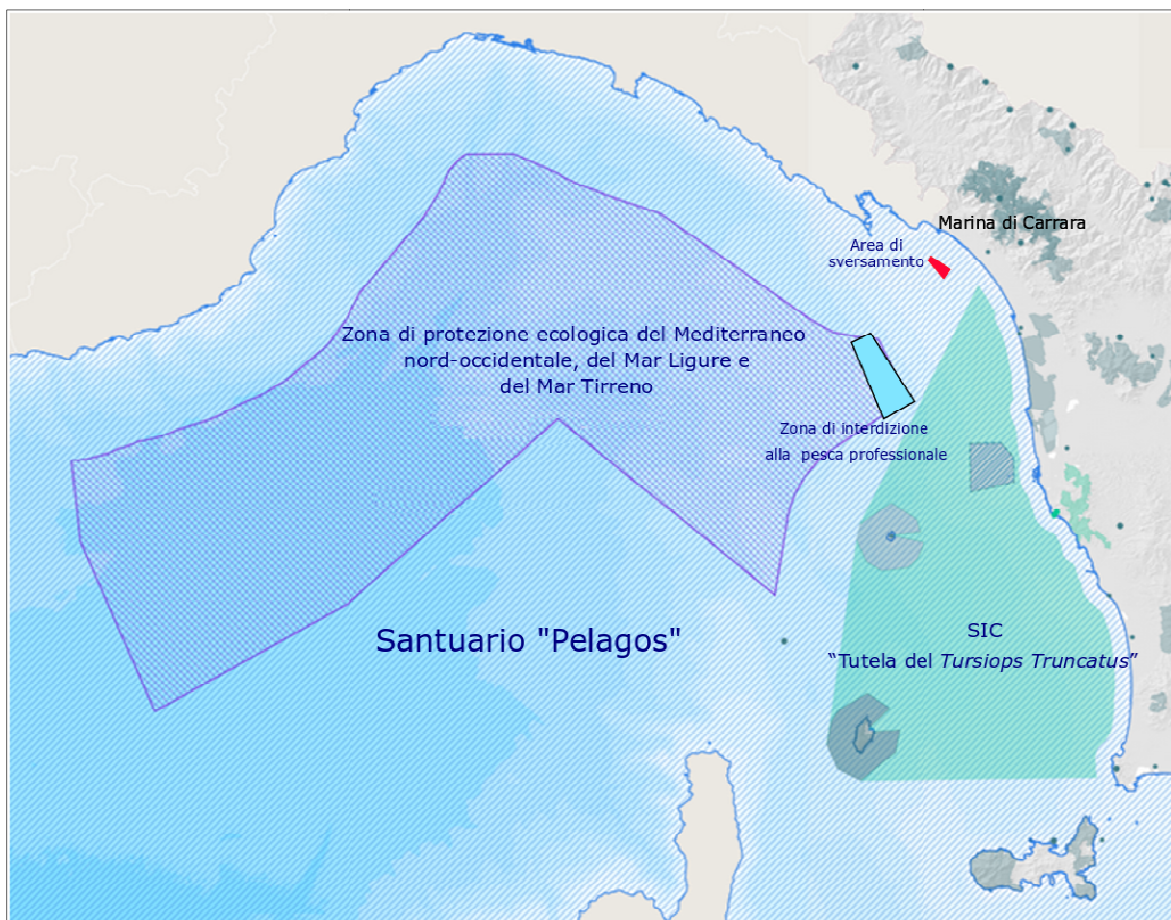 Marina di Carrara
Area di
sversamento
Zona di protezione ecologica del Mediterraneo
nord-occidentale, del Mar Ligure e
del Mar Tirreno
Zona di interdizione
alla pesca professionale
Santuario "Pelagos"
SIC
“Tutela del Tursiops Truncatus”